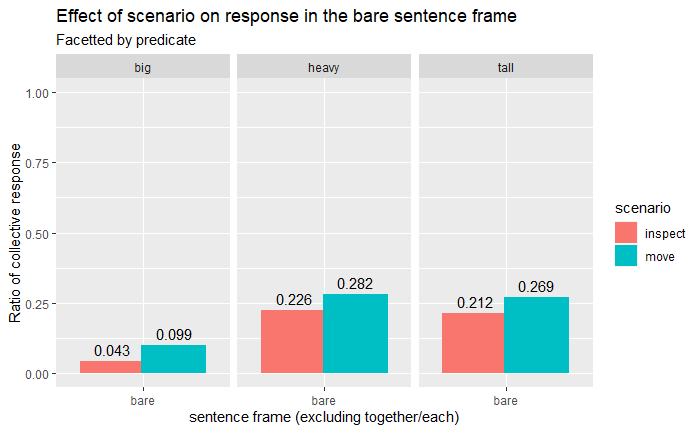 Effect of scenario on response in the bare sentence frame
Facetted by predicate
big heavy tall
1.00
0.75
0.50
0.25
0.00
Ratio of collective response
0.043 0.099 0.226 0.282 0.212 0.269
bare bare bare
sentence frame (excluding together/each)
scenario
inspect
move